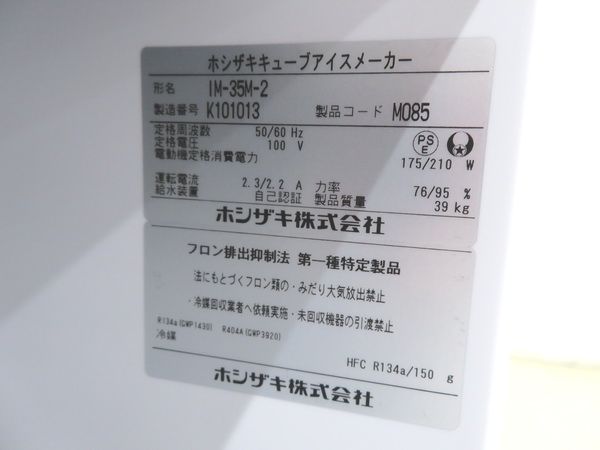 ホシザキキューブアイスメーカー
形名 IM-35M-2
製造番号 K101013 製品コード M085
定格周波数 50/60 Hz
定格電圧 100 V
PS E
電動機定格消費電力 175/210 W
運転電流 2.3/2.2 A 力率 76/95 %
給水装置 自己認証 製品質量 39 kg
ホシザキ株式会社
フロン排出抑制法 第一種特定製品
法にもとづくフロン類の・みだり大気放出禁止
・冷媒回収業者へ依頼実施・未回収機器の引渡禁止
R134a(GWP1430) R404A(GWP3920)
冷媒 HFC R134a/150 g
ホシザキ株式会社